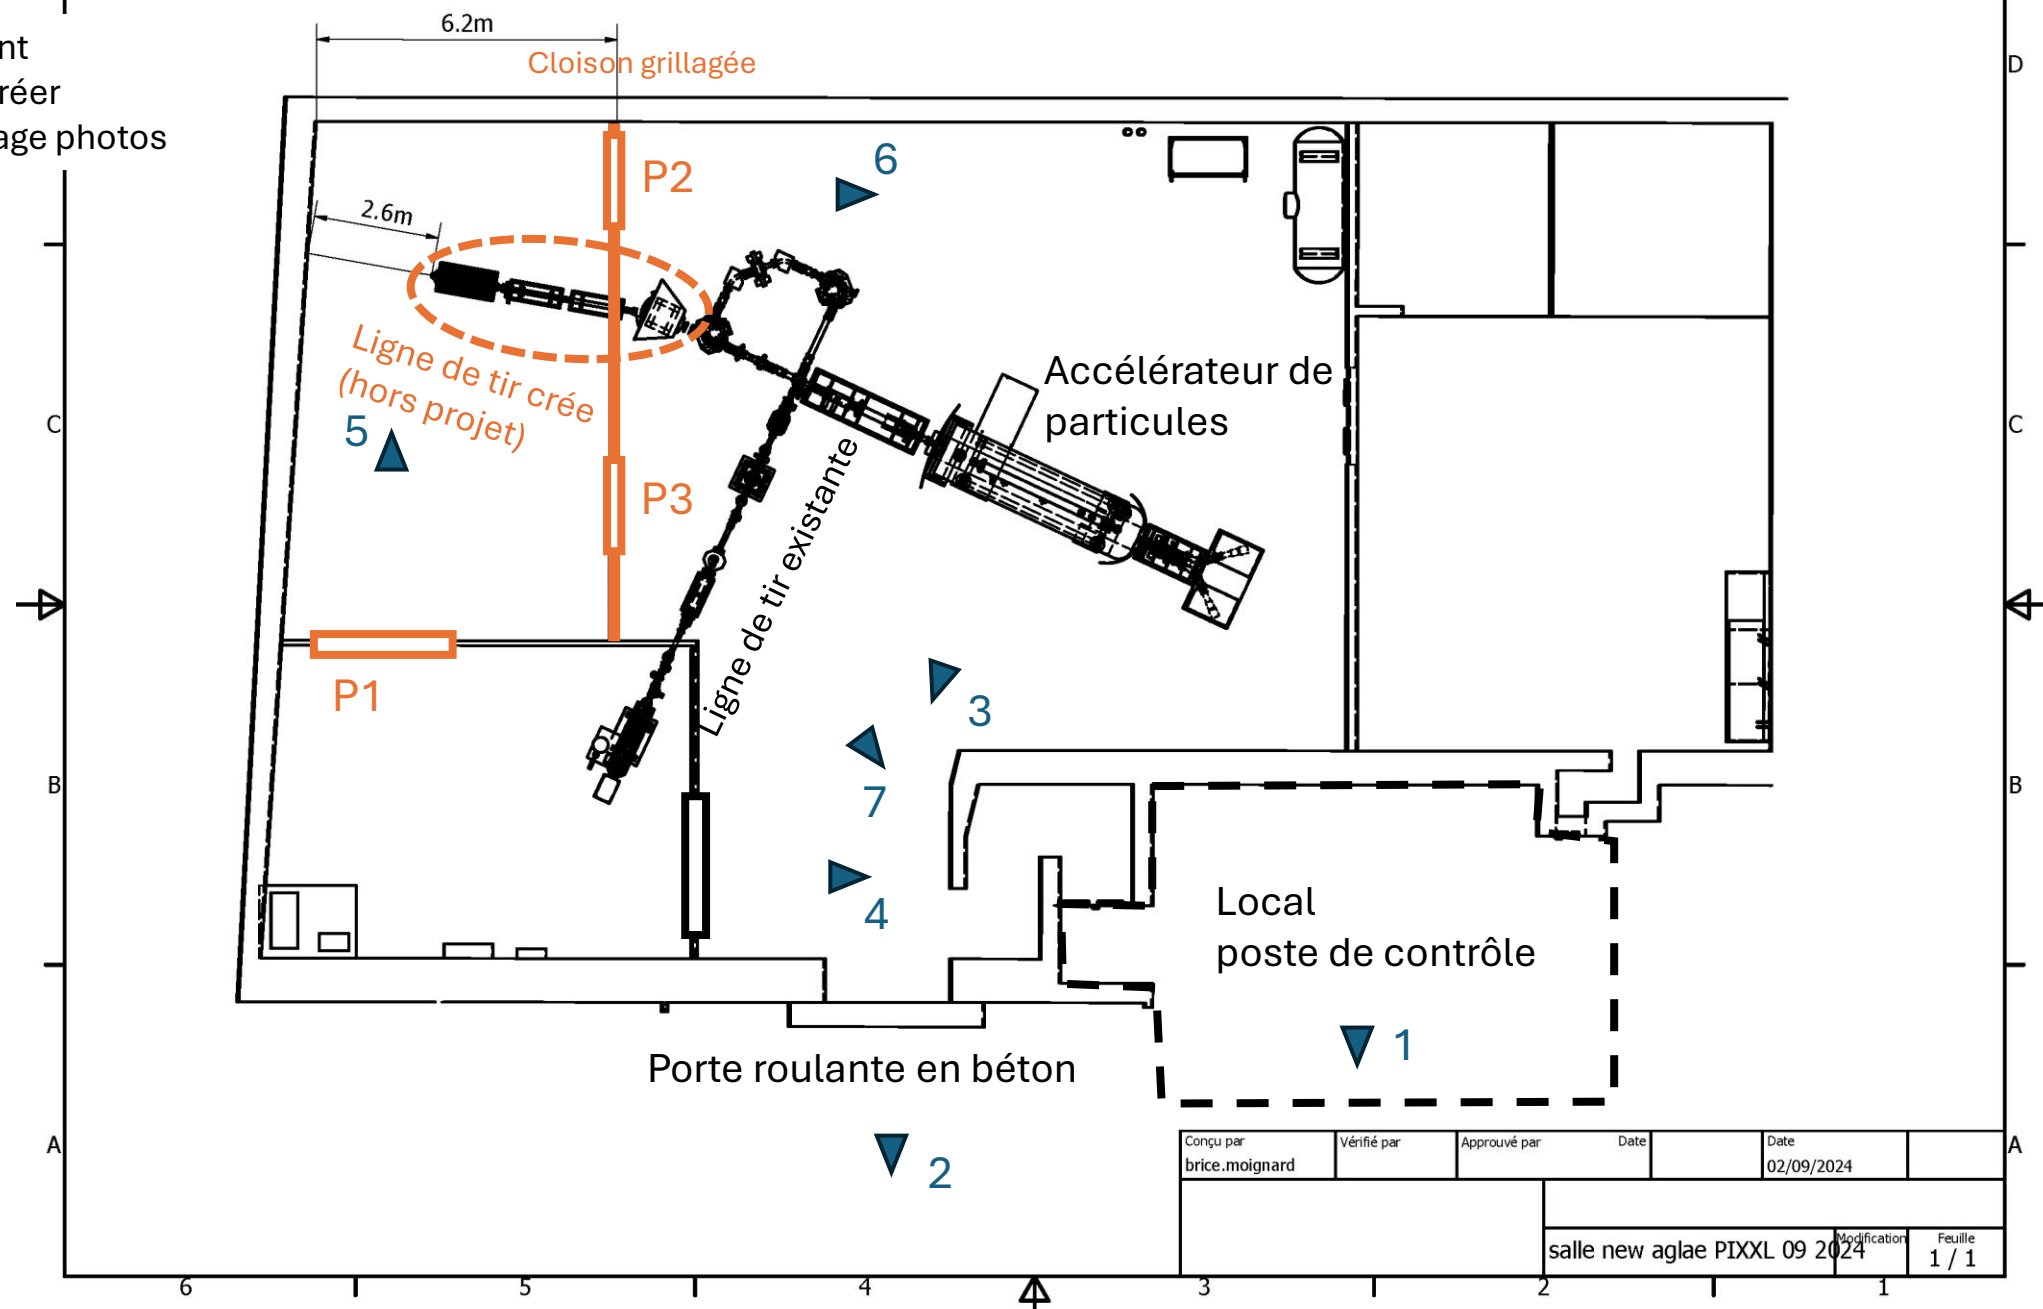 6.2m
D
nt
réer
age photos
Cloison grillagée
P2
6
2.6m
Ligne de tir crée
(hors projet)
Accélérateur de
particules
C
5
C
P3
Ligne de tir existante
P1
3
7
B
B
4
Local
poste de contrôle
1
Porte roulante en béton
A
2
A
Conçu par
brice.moignard
Vérifié par
Approuvé par
Date
Date
02/09/2024
salle new aglae PIXXL 09 2024
Modification
Feuille
1 / 1
6
5
4
3
2
1